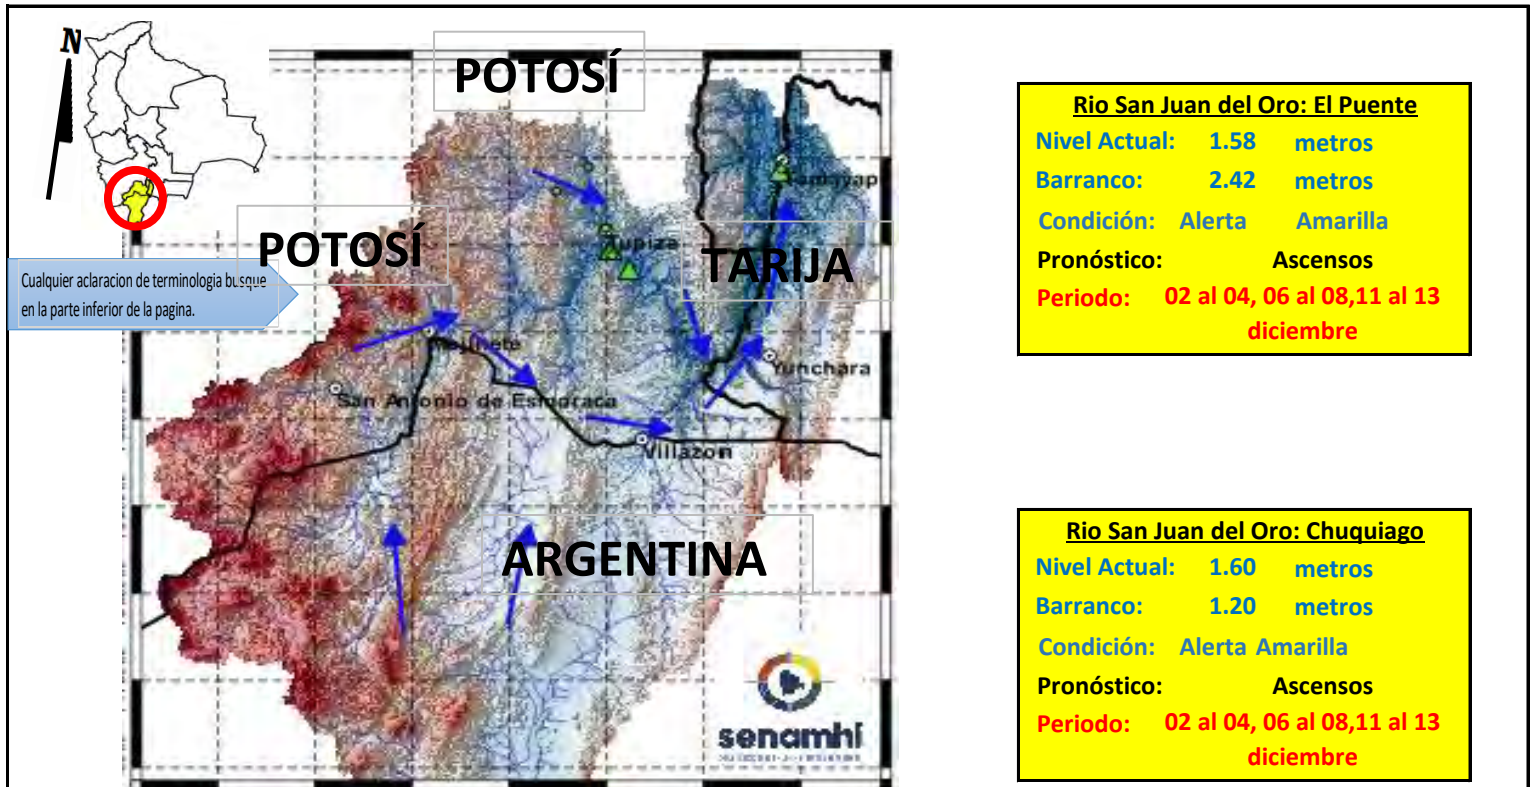 N
POTOSÍ
POTOSÍ
Cualquier aclaracion de terminologia busque
en la parte inferior de la pagina.
Tupiza
TARIJA
Yunchara
San Antonio de Esmoraca
Villazon
ARGENTINA
senamhi
Rio San Juan del Oro: El Puente
Nivel Actual: 1.58 metros
Barranco: 2.42 metros
Condición: Alerta Amarilla
Pronóstico: Ascensos
Periodo: 02 al 04, 06 al 08,11 al 13
diciembre
Rio San Juan del Oro: Chuquiago
Nivel Actual: 1.60 metros
Barranco: 1.20 metros
Condición: Alerta Amarilla
Pronóstico: Ascensos
Periodo: 02 al 04, 06 al 08,11 al 13
diciembre